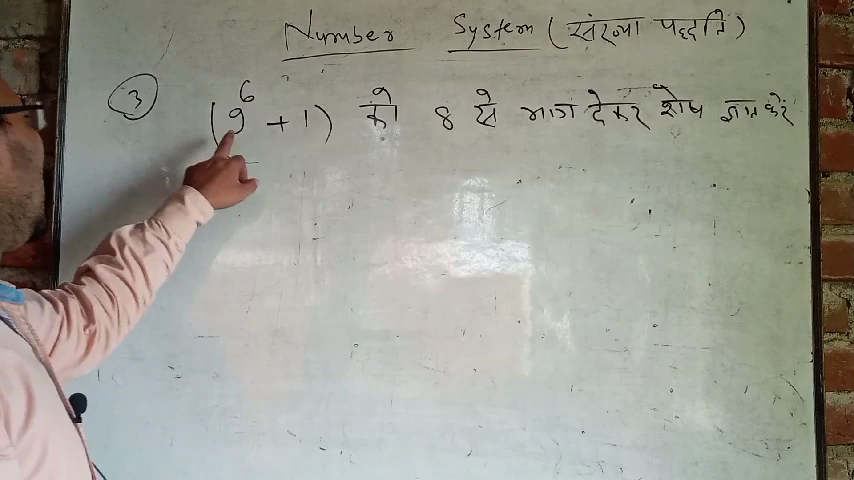 Number System (संख्या पद्धति)
③ (9⁶ + 1) को 8 से भाग देकर शेष ज्ञात करें